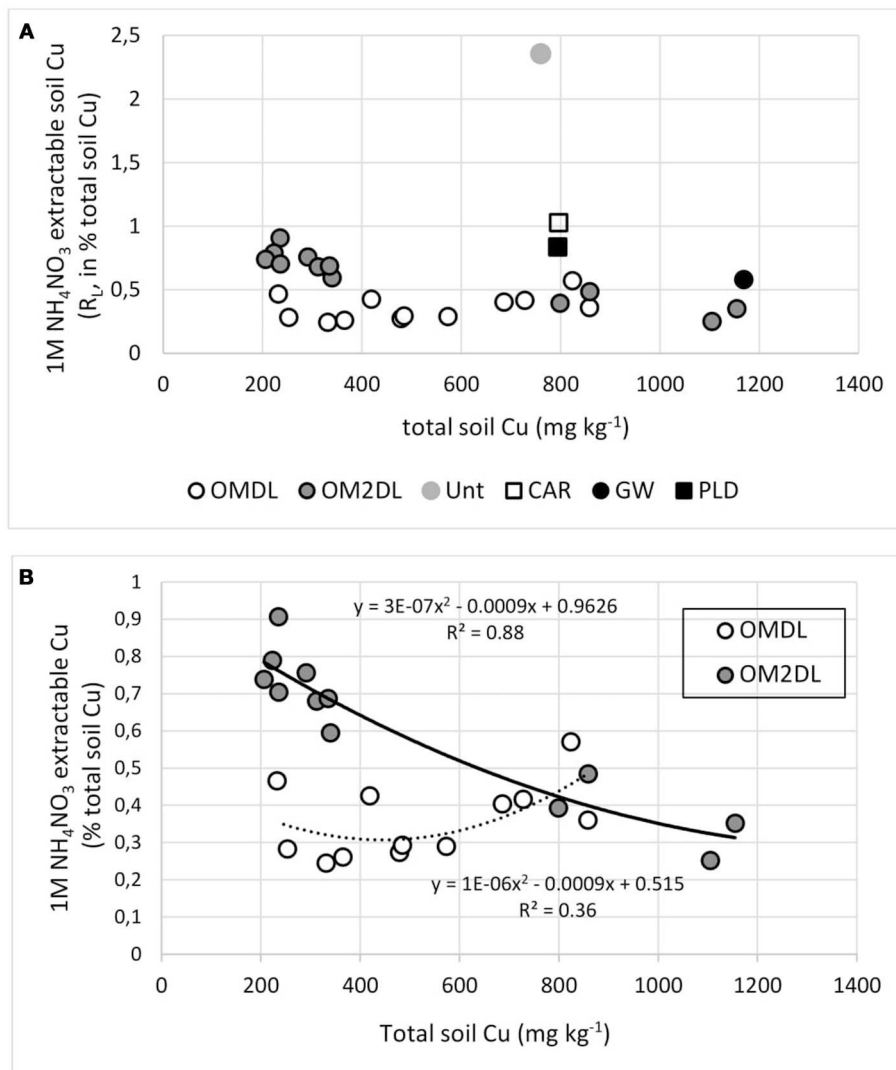 A
1M NH₄NO₃ extractable soil Cu
(R_L, in % total soil Cu)
2,5
2
1,5
1
0,5
0
0 200 400 600 800 1000 1200 1400
total soil Cu (mg kg⁻¹)
OMDL OM2DL Unt CAR GW PLD
B
1M NH₄NO₃ extractable Cu
(% total soil Cu)
1
0,9
0,8
0,7
0,6
0,5
0,4
0,3
0,2
0,1
0
y = 3E-07x² - 0.0009x + 0.9626
R² = 0.88
OMDL
OM2DL
y = 1E-06x² - 0.0009x + 0.515
R² = 0.36
0 200 400 600 800 1000 1200 1400
Total soil Cu (mg kg⁻¹)